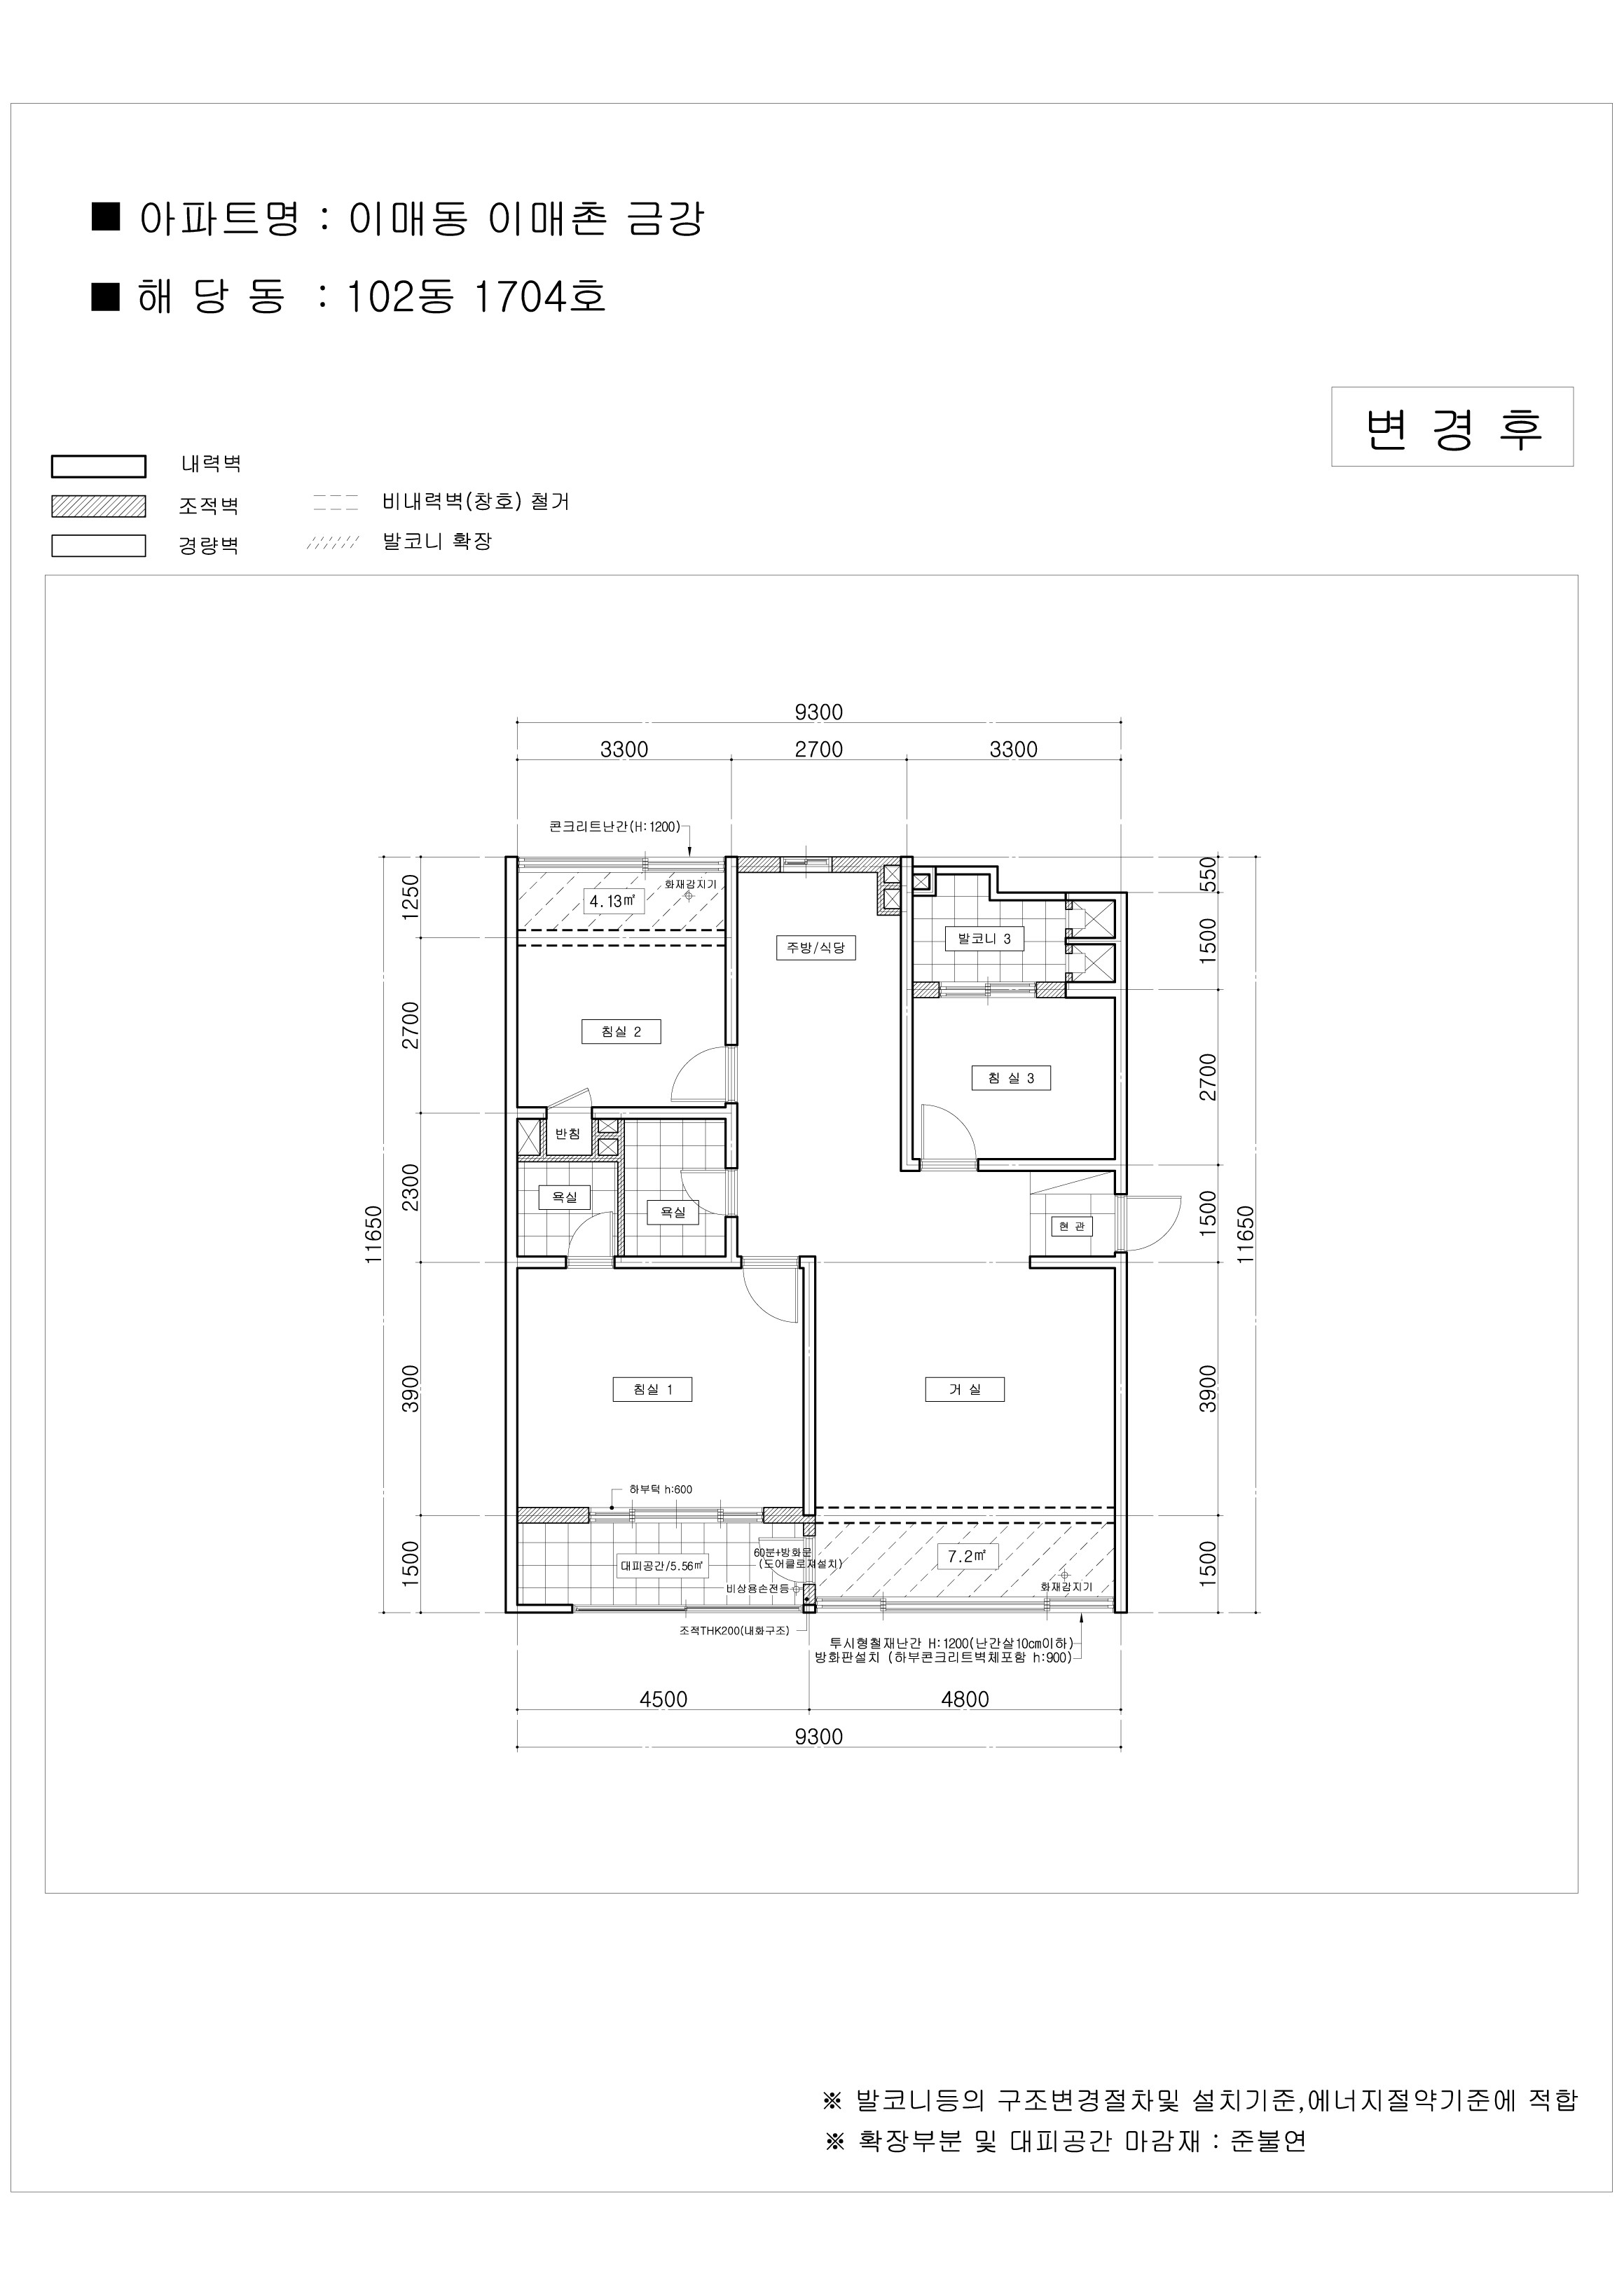 ■ 아파트명 : 이매동 이매촌 금강
■ 해 당 동 : 102동 1704호
변 경 후
내력벽
조적벽
경량벽
비내력벽(창호) 철거
발코니 확장
9300
3300
2700
3300
콘크리트난간(H:1200)
화재감지기
4.13㎡
주방/식당
발코니 3
침실 2
침 실 3
반침
욕실
욕실
현 관
침실 1
거 실
하부턱 h:600
대피공간/5.56㎡
60분+방화문
(도어클로져설치)
비상용손전등
7.2㎡
화재감지기
조적THK200(내화구조)
투시형철재난간 H:1200(난간살10㎝이하)
방화판설치 (하부콘크리트벽체포함 h:900)
1250
2700
2300
3900
1500
11650
550
1500
2700
1500
3900
1500
11650
4500
4800
9300
※ 발코니등의 구조변경절차및 설치기준,에너지절약기준에 적합
※ 확장부분 및 대피공간 마감재 : 준불연